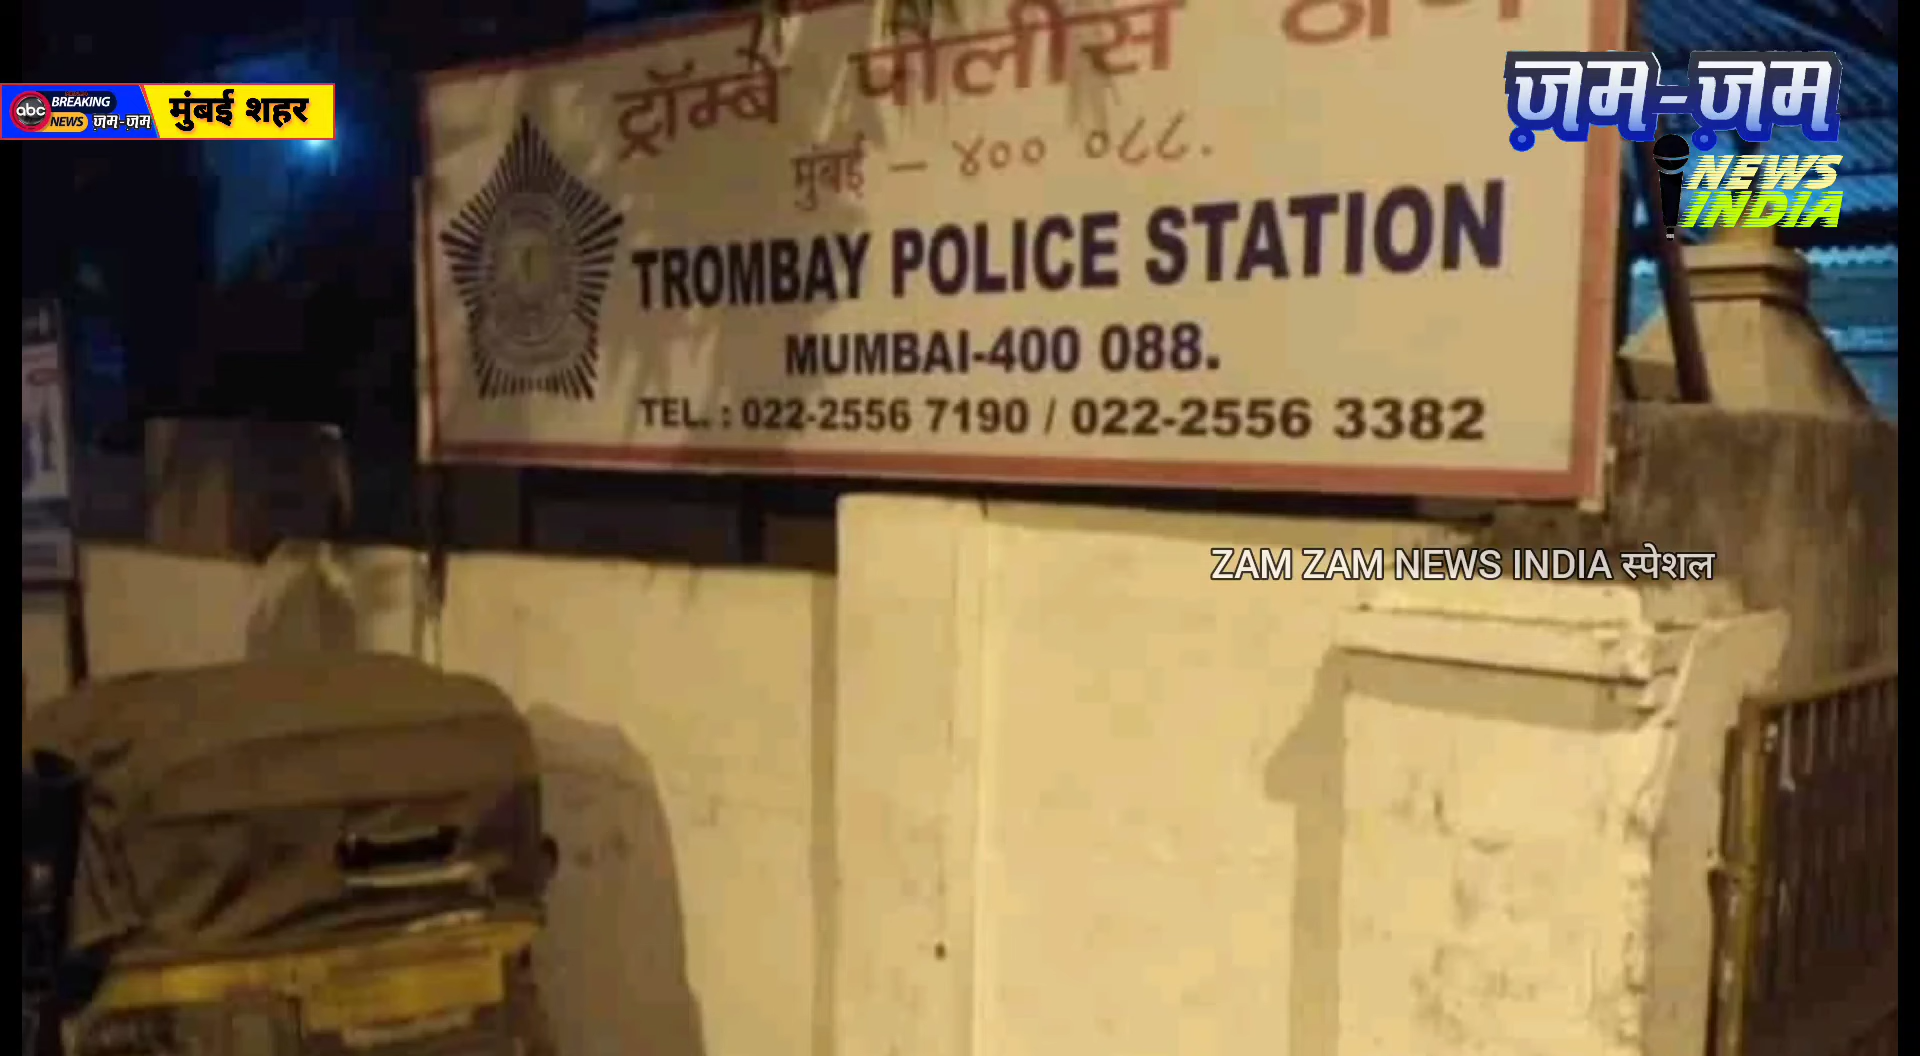 abc BREAKING NEWS ज़म-ज़म
मुंबई शहर
ज़म-ज़म
NEWS
INDIA
ट्रॉम्बे पोलीस
मुंबई – ४०० ०८८.
TROMBAY POLICE STATION
MUMBAI-400 088.
TEL. : 022-2556 7190 / 022-2556 3382
ZAM ZAM NEWS INDIA स्पेशल